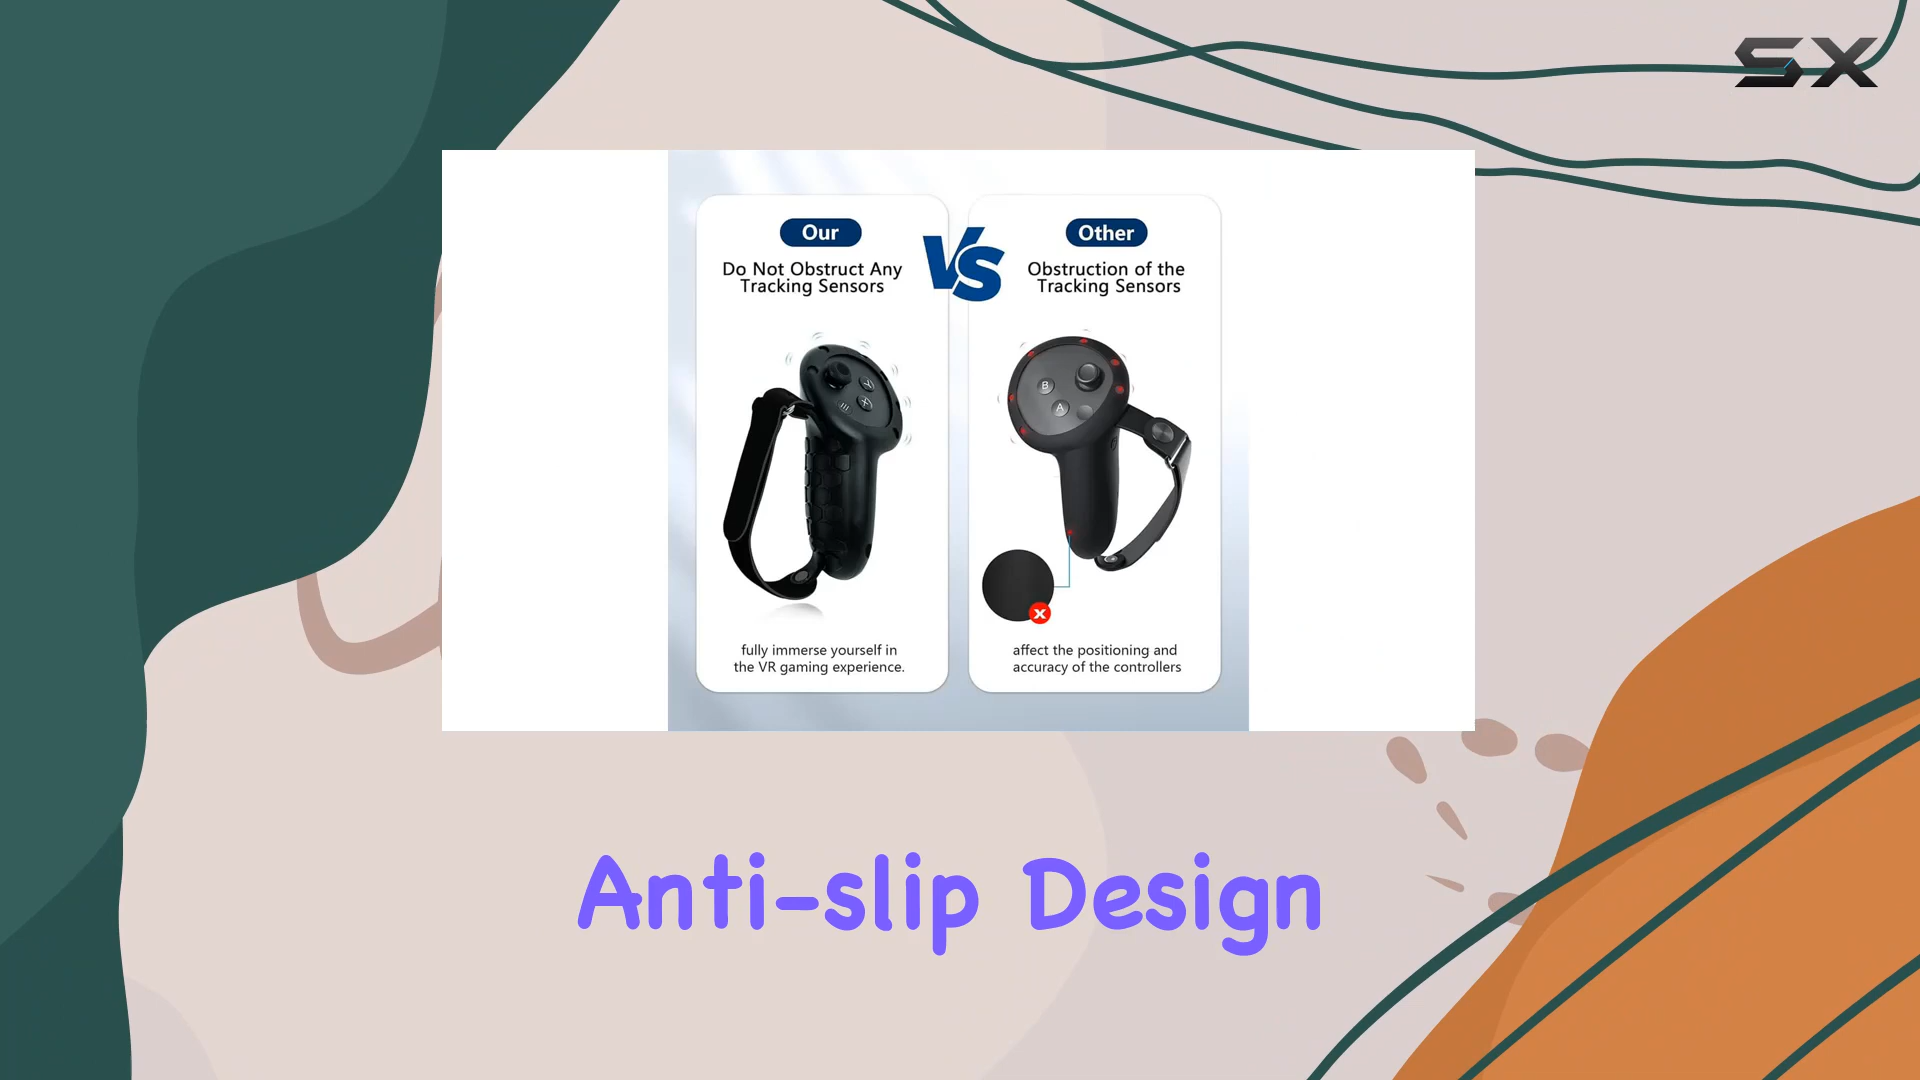 SX
Our
VS
Other
Do Not Obstruct Any
Tracking Sensors
Obstruction of the
Tracking Sensors
Y
X
B
A
fully immerse yourself in
the VR gaming experience.
affect the positioning and
accuracy of the controllers
Anti-slip Design